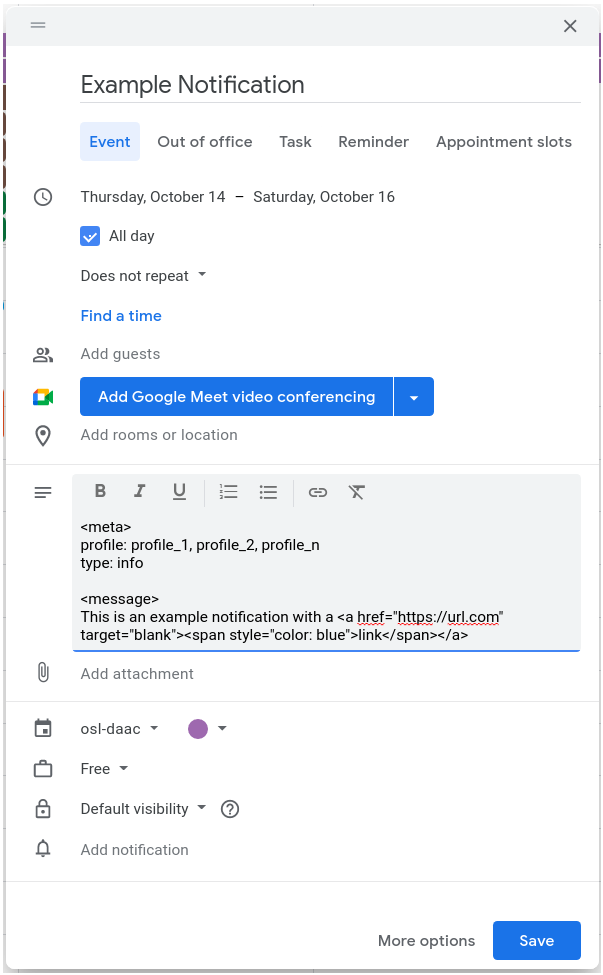 Example Notification
Event Out of office Task Reminder Appointment slots
Thursday, October 14 – Saturday, October 16
All day
Does not repeat
Find a time
Add guests
Add Google Meet video conferencing
Add rooms or location
B I U
<meta>
profile: profile_1, profile_2, profile_n
type: info
<message>
This is an example notification with a <a href="https://url.com"
target="blank"><span style="color: blue">link</span></a>
Add attachment
osl-daac
Free
Default visibility ?
Add notification
More options Save